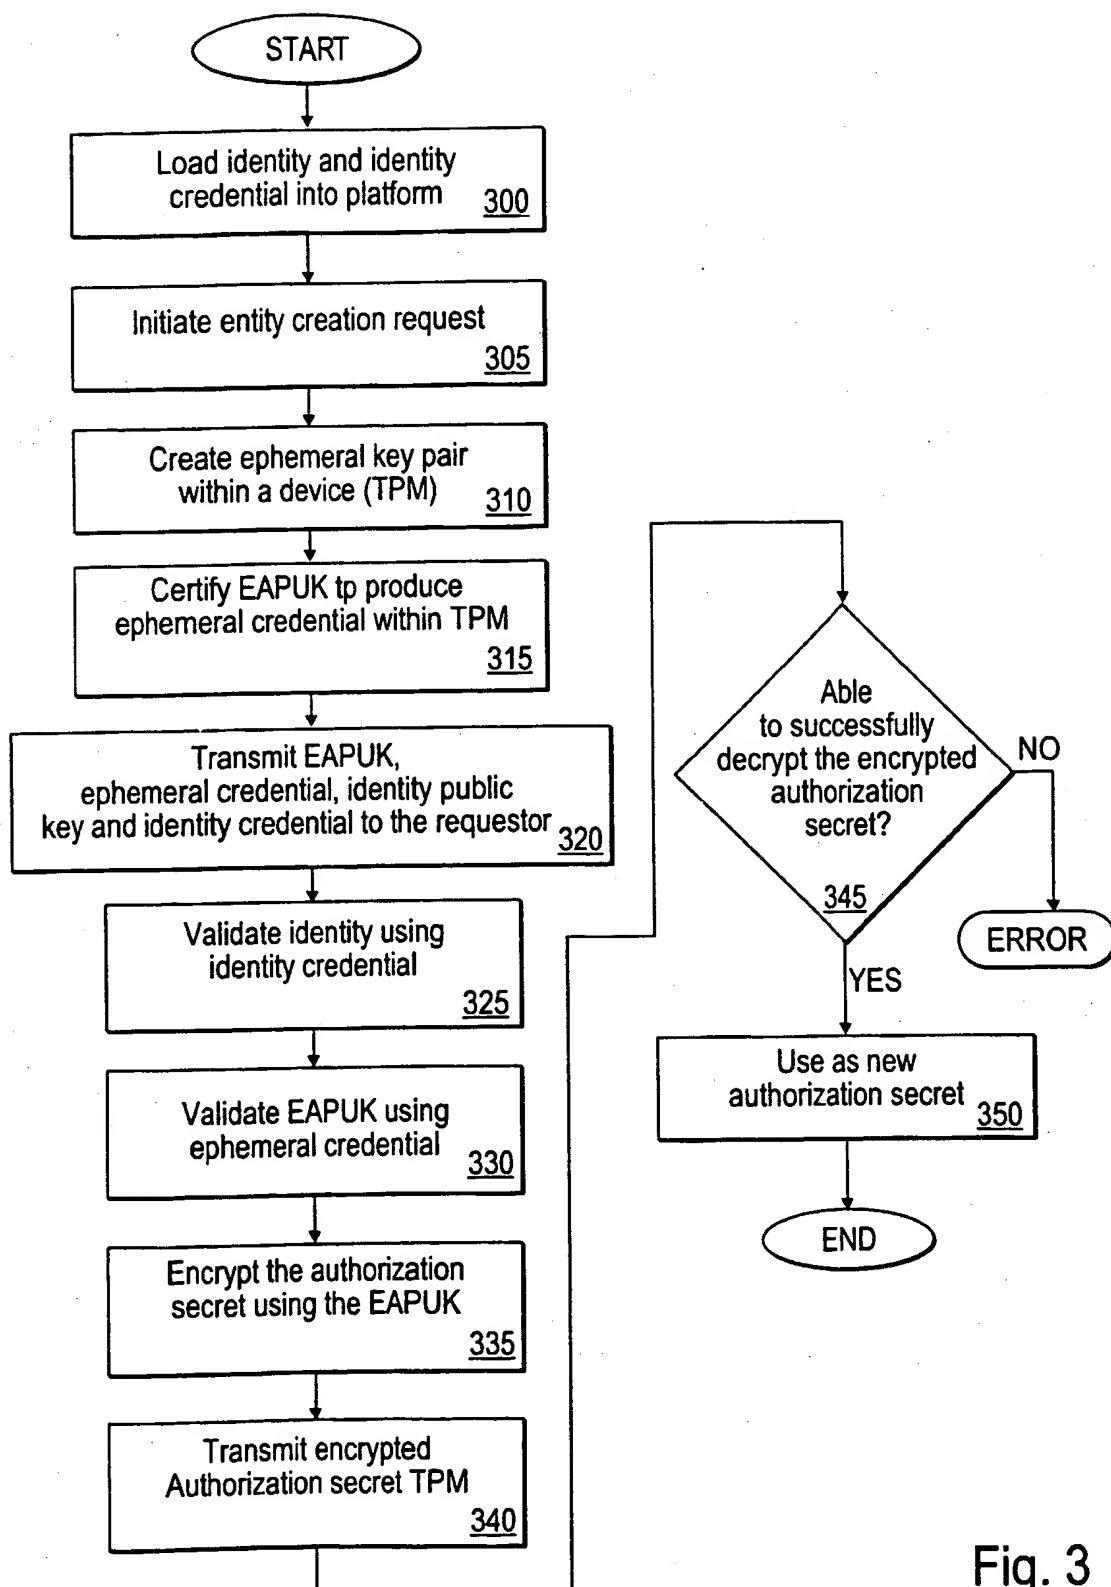 START
Load identity and identity
credential into platform
300
Initiate entity creation request
305
Create ephemeral key pair
within a device (TPM)
310
Certify EAPUK tp produce
ephemeral credential within TPM
315
Transmit EAPUK,
ephemeral credential, identity public
key and identity credential to the requestor
320
Validate identity using
identity credential
325
Validate EAPUK using
ephemeral credential
330
Encrypt the authorization
secret using the EAPUK
335
Transmit encrypted
Authorization secret TPM
340
Able
to successfully
decrypt the encrypted
authorization
secret?
345
NO
ERROR
YES
Use as new
authorization secret
350
END
Fig. 3